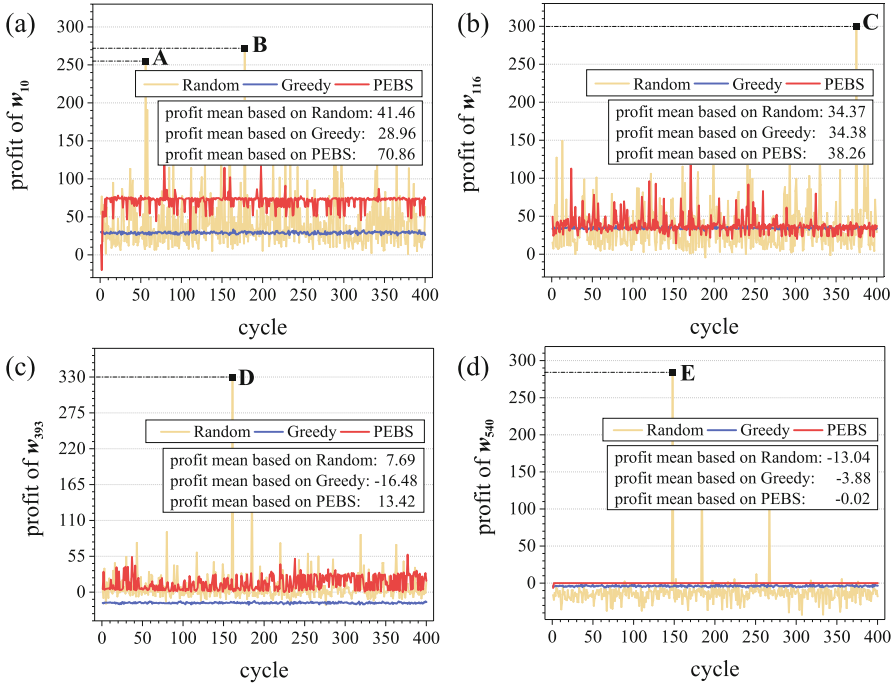 (a)
300
250
200
150
100
50
0
profit of w10
A
B
Random Greedy PEBS
profit mean based on Random: 41.46
profit mean based on Greedy: 28.96
profit mean based on PEBS: 70.86
0 50 100 150 200 250 300 350 400
cycle
(b)
300
250
200
150
100
50
0
profit of w116
C
Random Greedy PEBS
profit mean based on Random: 34.37
profit mean based on Greedy: 34.38
profit mean based on PEBS: 38.26
0 50 100 150 200 250 300 350 400
cycle
(c)
330
275
220
165
110
55
0
profit of w393
D
Random Greedy PEBS
profit mean based on Random: 7.69
profit mean based on Greedy: -16.48
profit mean based on PEBS: 13.42
0 50 100 150 200 250 300 350 400
cycle
(d)
300
250
200
150
100
50
0
profit of w540
E
Random Greedy PEBS
profit mean based on Random: -13.04
profit mean based on Greedy: -3.88
profit mean based on PEBS: -0.02
0 50 100 150 200 250 300 350 400
cycle